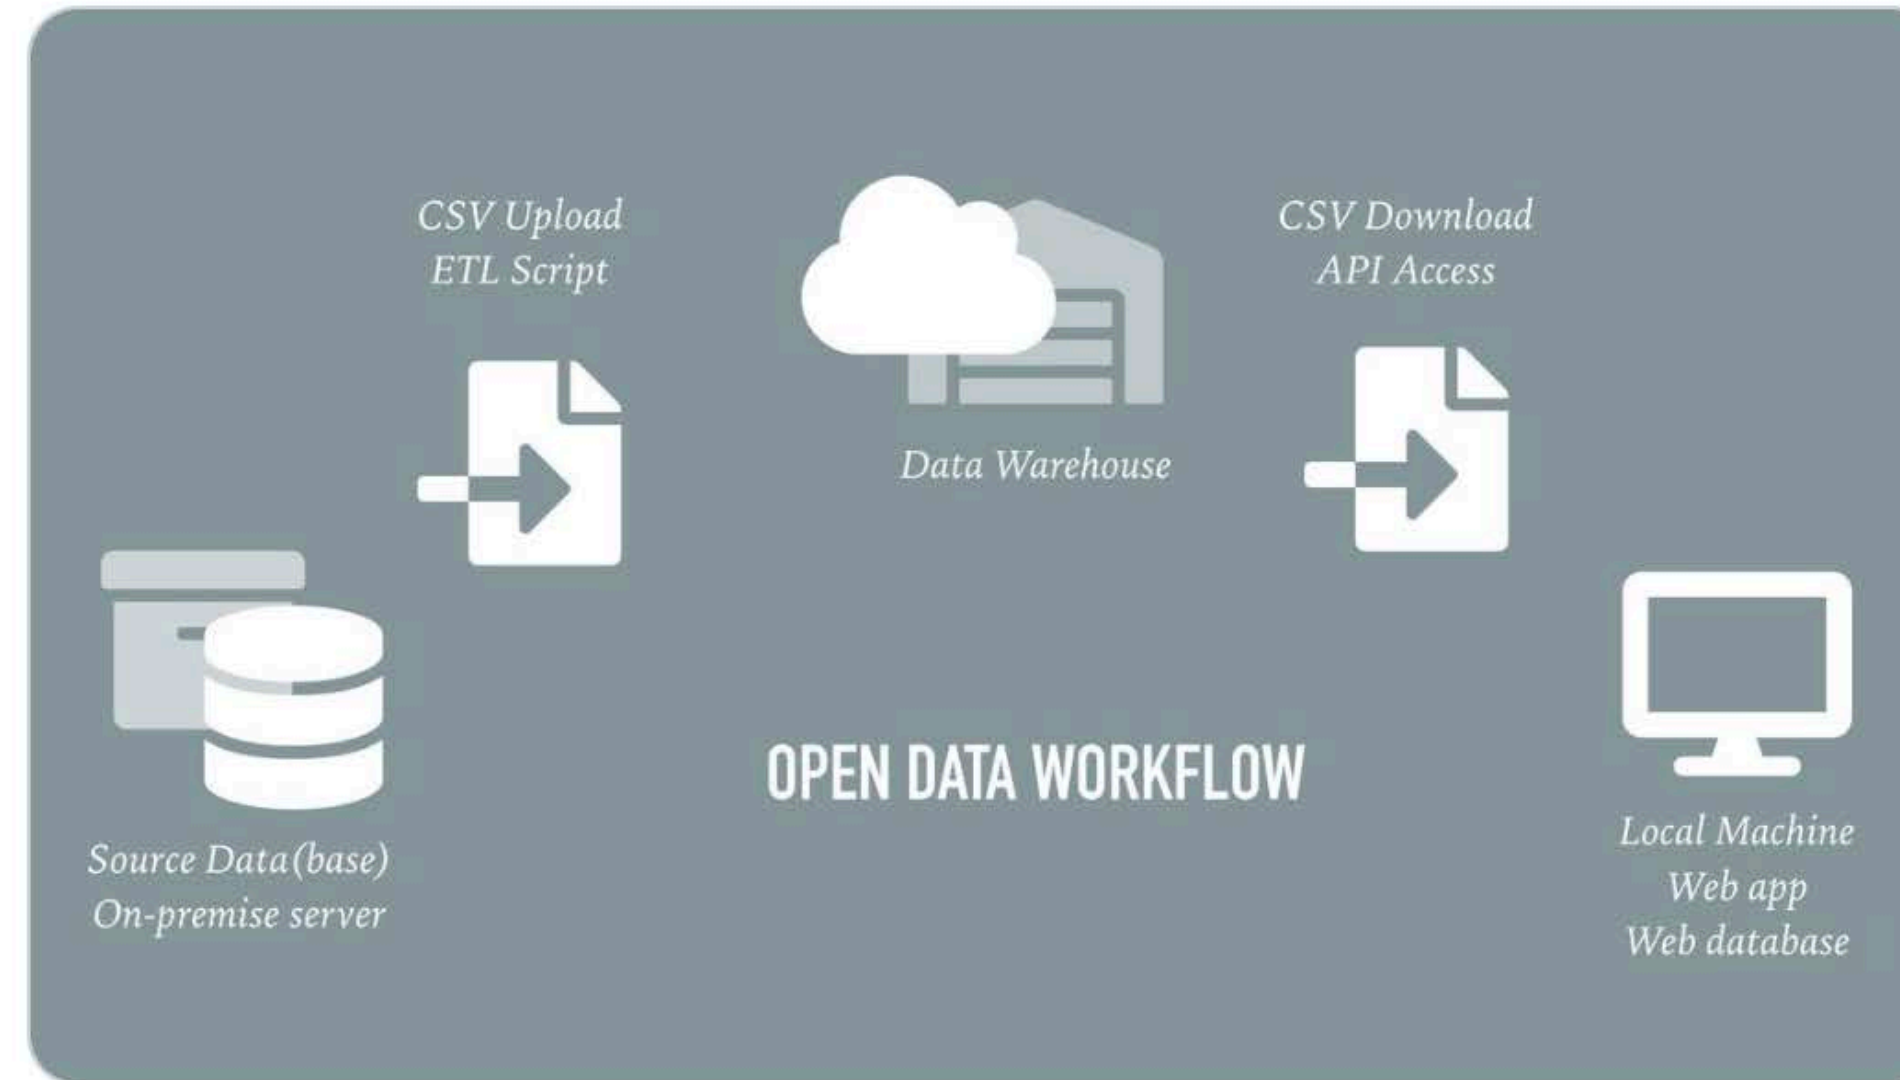 CSV Upload
ETL Script
CSV Download
API Access
Data Warehouse
OPEN DATA WORKFLOW
Source Data(base)
On-premise server
Local Machine
Web app
Web database